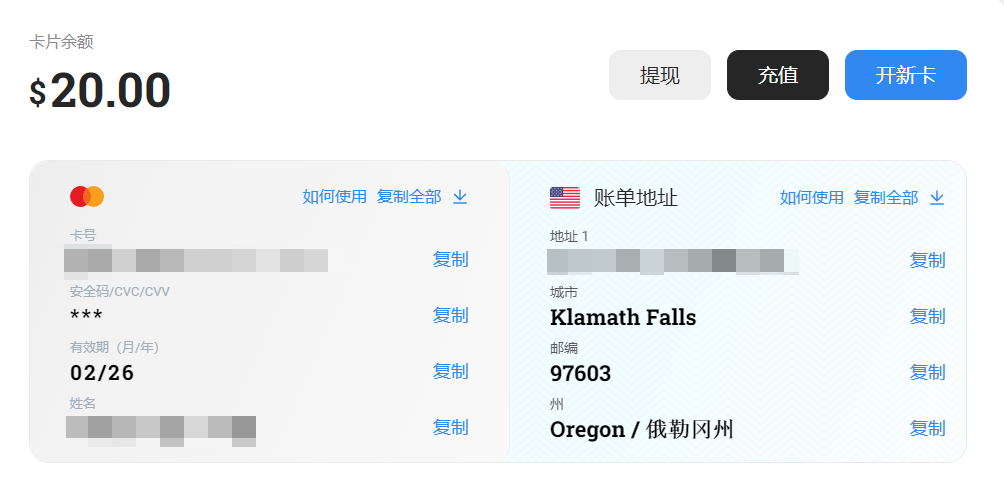 卡片余额
$20.00
提现
充值
开新卡
如何使用 复制全部
卡号
复制
安全码/CVC/CVV
***
复制
有效期（月/年）
02/26
复制
姓名
复制
账单地址
如何使用 复制全部
地址 1
复制
城市
Klamath Falls
复制
邮编
97603
复制
州
Oregon / 俄勒冈州
复制